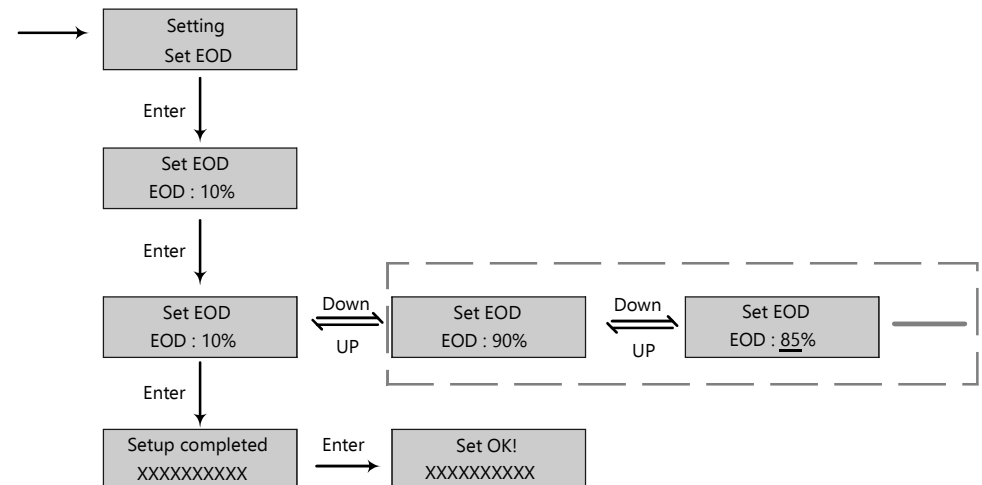 Setting
Set EOD
Enter
Set EOD
EOD : 10%
Enter
Set EOD
EOD : 10%
Down
UP
Set EOD
EOD : 90%
Down
UP
Set EOD
EOD : 85%
Enter
Setup completed
XXXXXXXXXX
Enter
Set OK!
XXXXXXXXXX